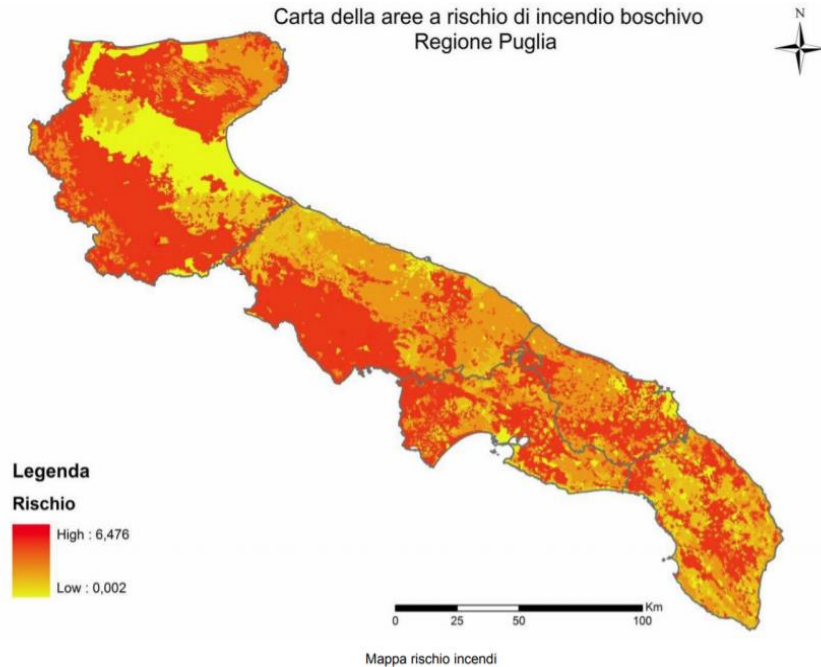 Carta della aree a rischio di incendio boschivo
Regione Puglia
N
Legenda
Rischio
High : 6,476
Low : 0,002
Km
0 25 50 100
Mappa rischio incendi